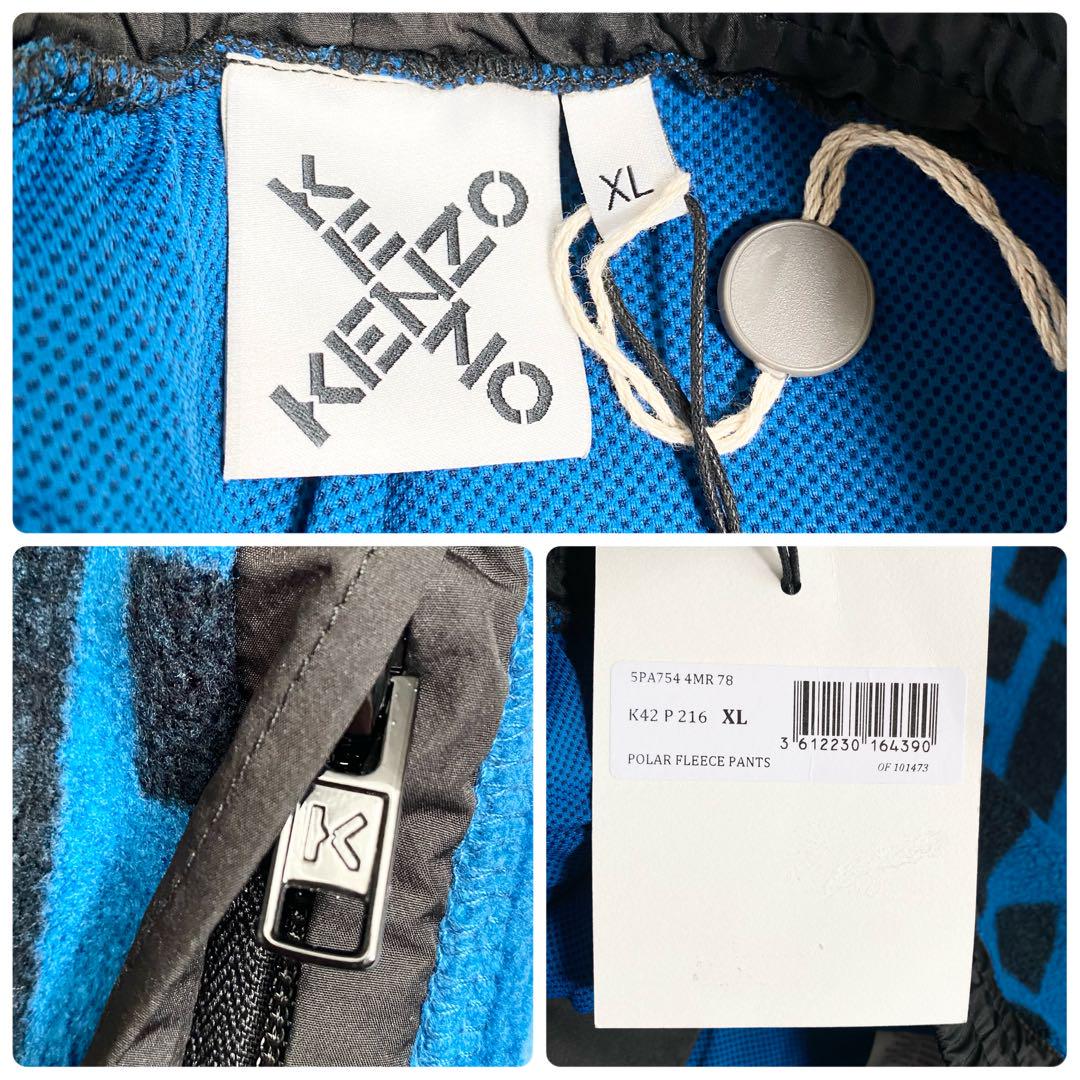 KENZO
KENZO
XL
K
5PA754 4MR 78
K42 P 216 XL
3 612230 164390
POLAR FLEECE PANTS
OF 101473